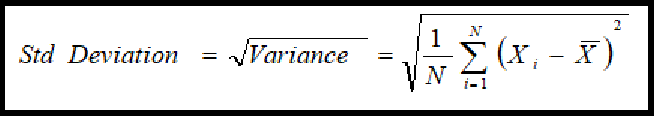 Std Deviation = √Variance = √(1/N ∑_{i=1}^{N} (X_i − X̄)²)